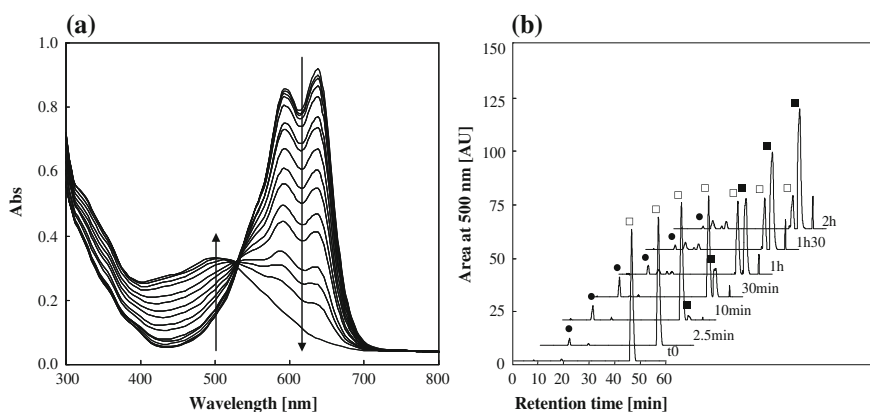 (a)
1.0
0.8
0.6
0.4
0.2
0.0
Abs
300 400 500 600 700 800
Wavelength [nm]
(b)
150
125
100
75
50
25
0
Area at 500 nm [AU]
2h
1h30
1h
30min
10min
2.5min
t0
0 10 20 30 40 50 60
Retention time [min]